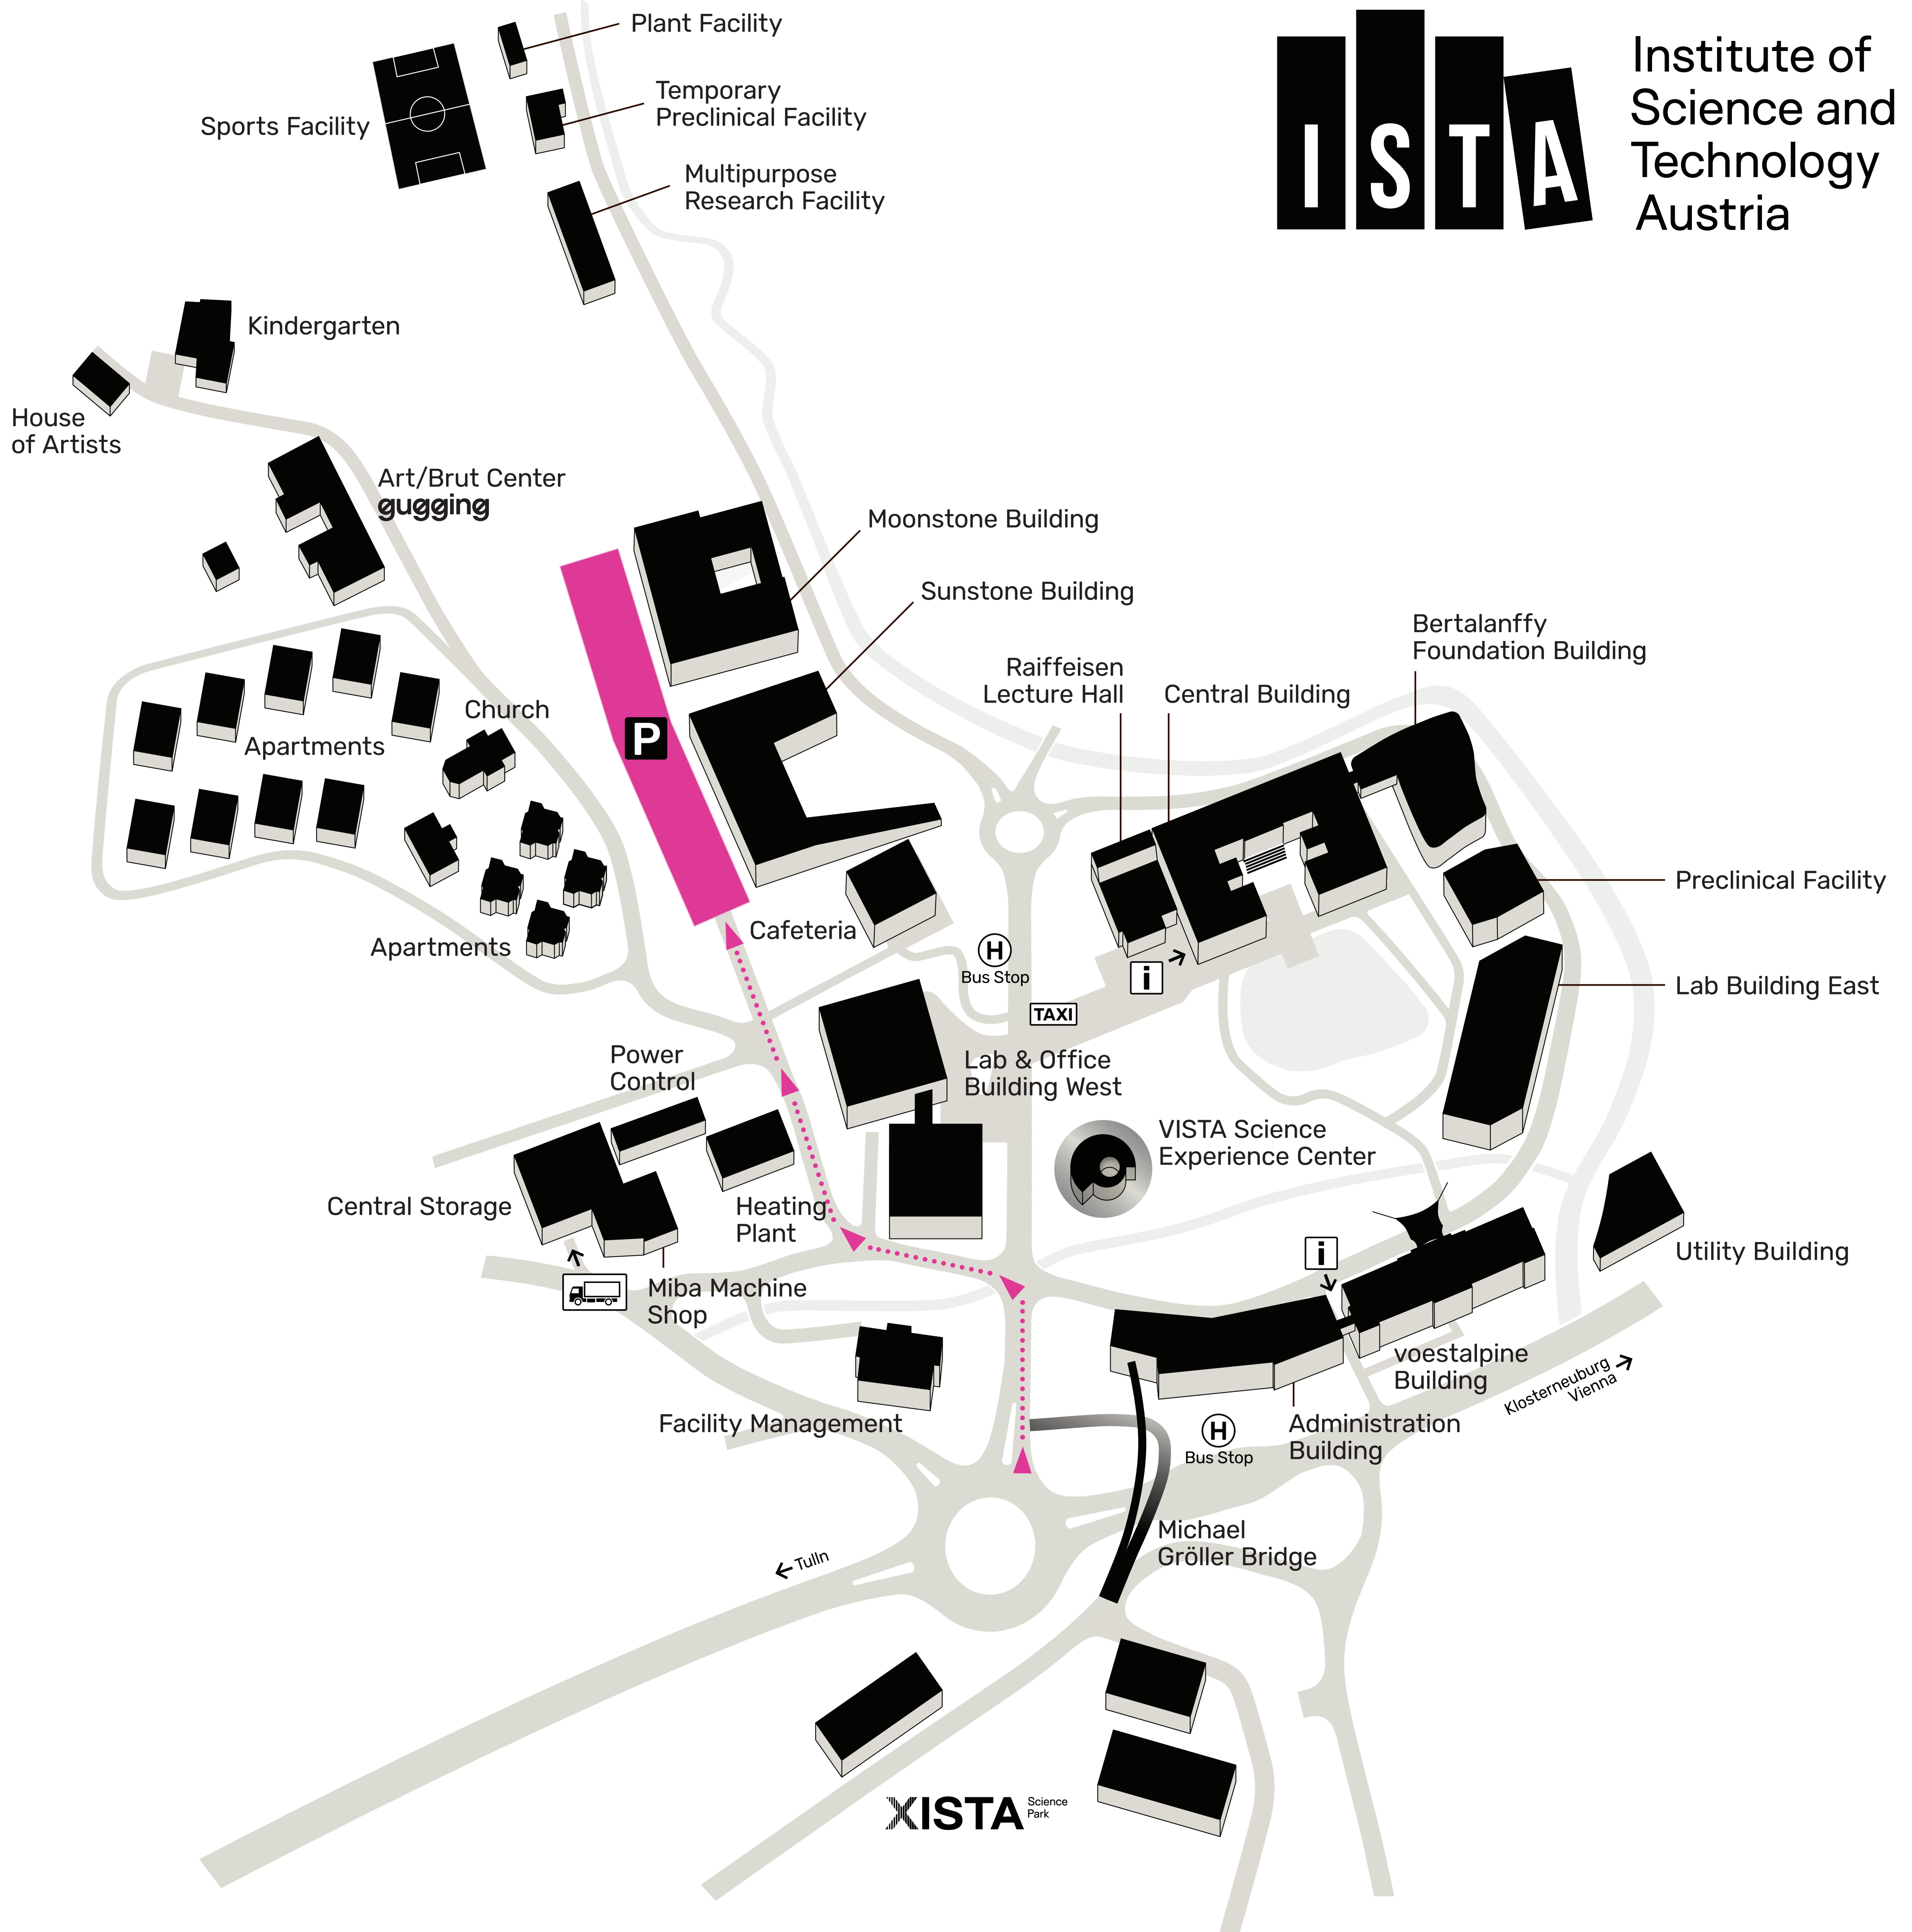 Plant Facility
Temporary
Preclinical Facility
Sports Facility
Multipurpose
Research Facility
ISTA
Institute of
Science and
Technology
Austria
Kindergarten
House
of Artists
Art/Brut Center
gugging
Moonstone Building
Sunstone Building
Bertalanffy
Foundation Building
Raiffeisen
Lecture Hall
Central Building
Church
P
Apartments
Preclinical Facility
Cafeteria
Apartments
H
Bus Stop
i
Lab Building East
TAXI
Power
Control
Lab & Office
Building West
VISTA Science
Experience Center
Central Storage
Heating
Plant
i
Utility Building
Miba Machine
Shop
voestalpine
Building
Klosterneuburg →
Vienna
Facility Management
H
Bus Stop
Administration
Building
Michael
Gröller Bridge
← Tulln
XISTA Science
Park